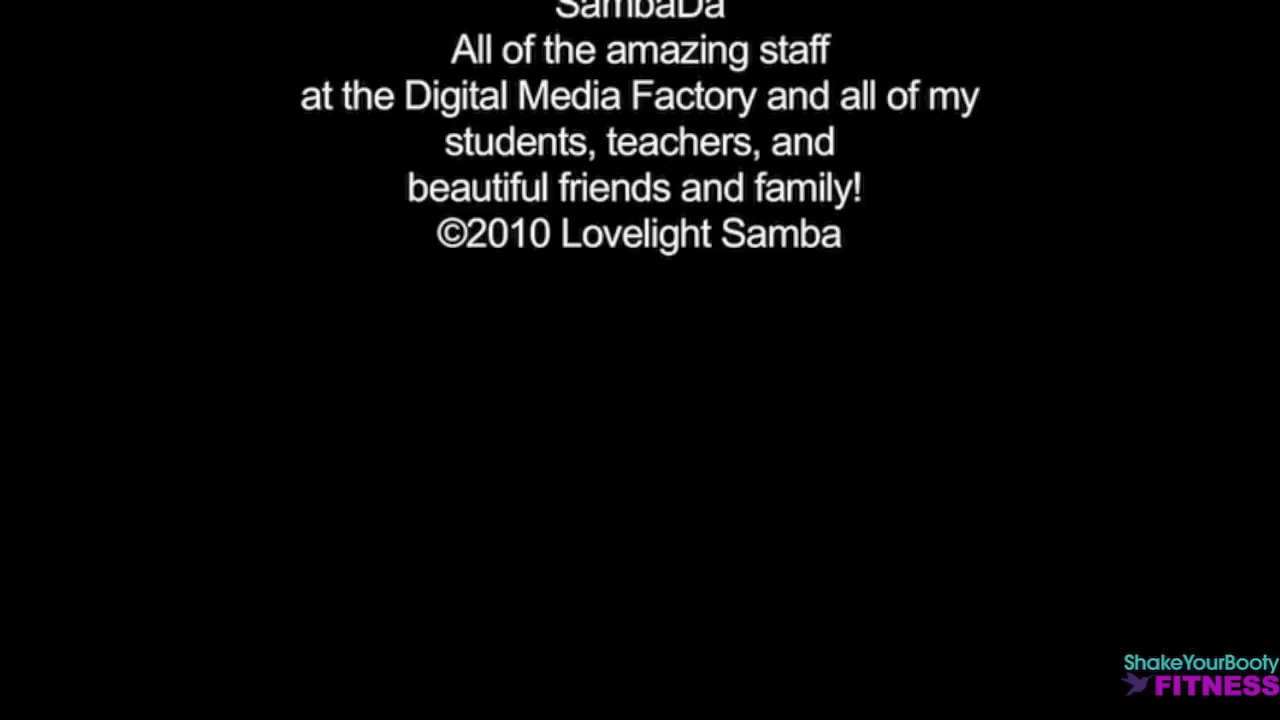 SambaDa
All of the amazing staff
at the Digital Media Factory and all of my
students, teachers, and
beautiful friends and family!
©2010 Lovelight Samba
ShakeYourBooty
FITNESS